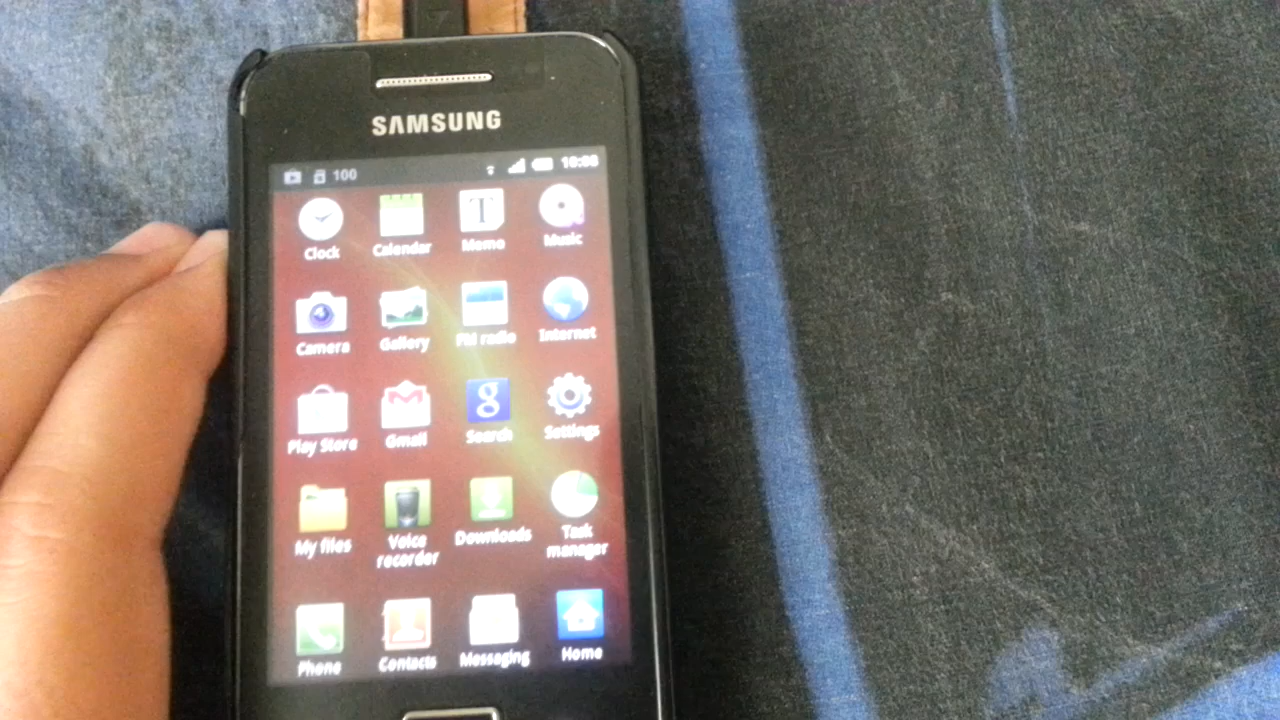 SAMSUNG
100 10:08
Clock Calendar Memo Music
Camera Gallery FM radio Internet
Play Store Gmail g Search Settings
My files Voice recorder Downloads Task manager
Phone Contacts Messaging Home